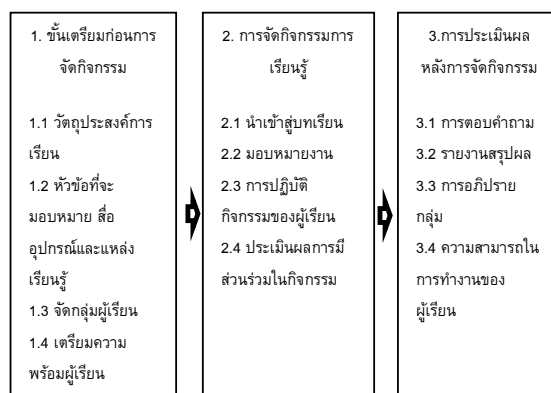 1. ขั้นเตรียมก่อนการ
จัดกิจกรรม
1.1 วัตถุประสงค์การ
เรียน
1.2 หัวข้อที่จะ
มอบหมาย สื่อ
อุปกรณ์และแหล่ง
เรียนรู้
1.3 จัดกลุ่มผู้เรียน
1.4 เตรียมความ
พร้อมผู้เรียน
2. การจัดกิจกรรมการ
เรียนรู้
2.1 นำเข้าสู่บทเรียน
2.2 มอบหมายงาน
2.3 การปฏิบัติ
กิจกรรมของผู้เรียน
2.4 ประเมินผลการมี
ส่วนร่วมในกิจกรรม
3.การประเมินผล
หลังการจัดกิจกรรม
3.1 การตอบคำถาม
3.2 รายงานสรุปผล
3.3 การอภิปราย
กลุ่ม
3.4 ความสามารถใน
การทำงานของ
ผู้เรียน